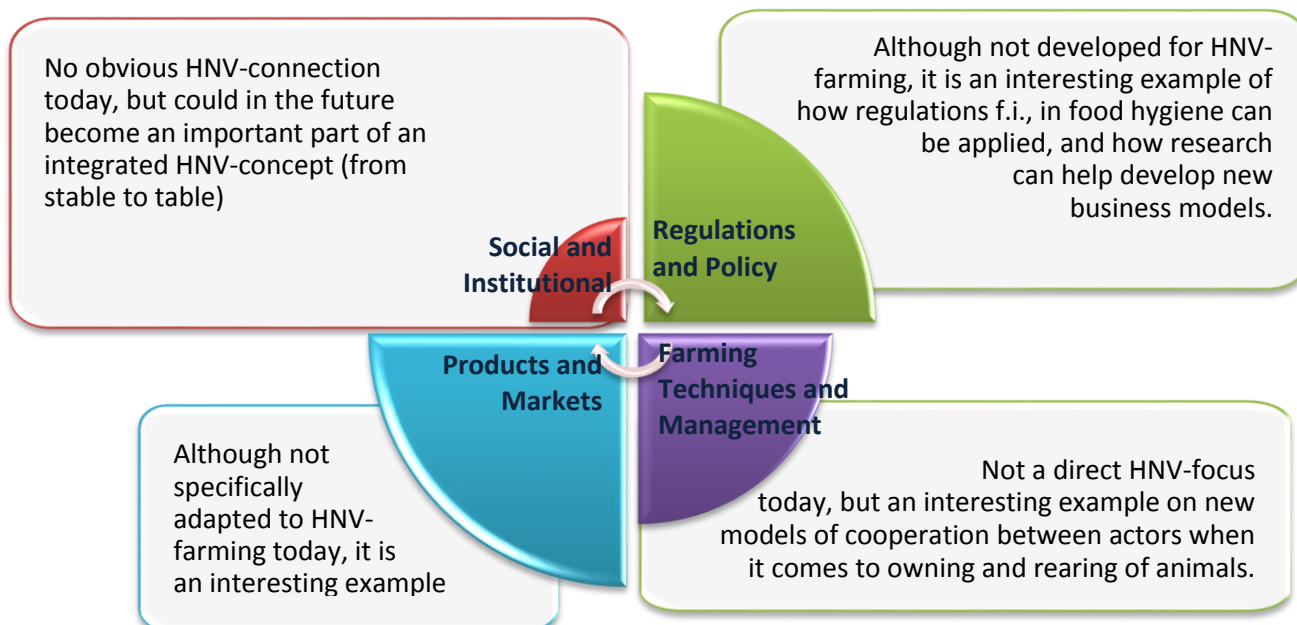 No obvious HNV-connection
today, but could in the future
become an important part of an
integrated HNV-concept (from
stable to table)
Although not developed for HNV-
farming, it is an interesting example of
how regulations f.i., in food hygiene can
be applied, and how research
can help develop new
business models.
Social and
Institutional
Regulations
and Policy
Products and
Markets
Farming
Techniques and
Management
Although not
specifically
adapted to HNV-
farming today, it is
an interesting example
Not a direct HNV-focus
today, but an interesting example on new
models of cooperation between actors when
it comes to owning and rearing of animals.